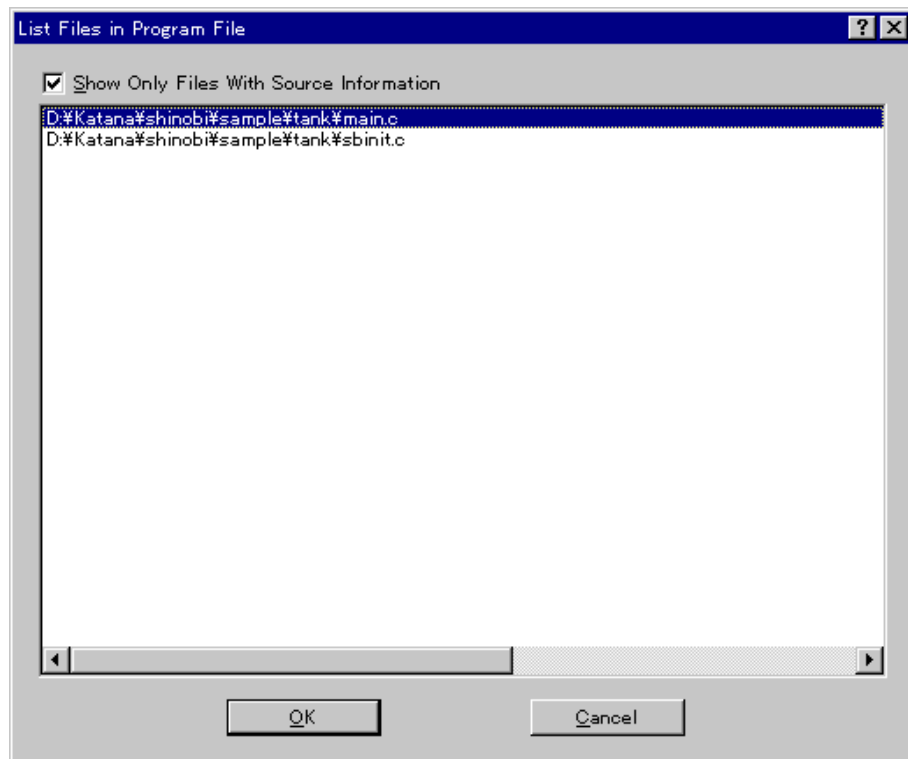 List Files in Program File
Show Only Files With Source Information
D:¥Katana¥shinobi¥sample¥tank¥main.c
D:¥Katana¥shinobi¥sample¥tank¥sbinit.c
OK
Cancel